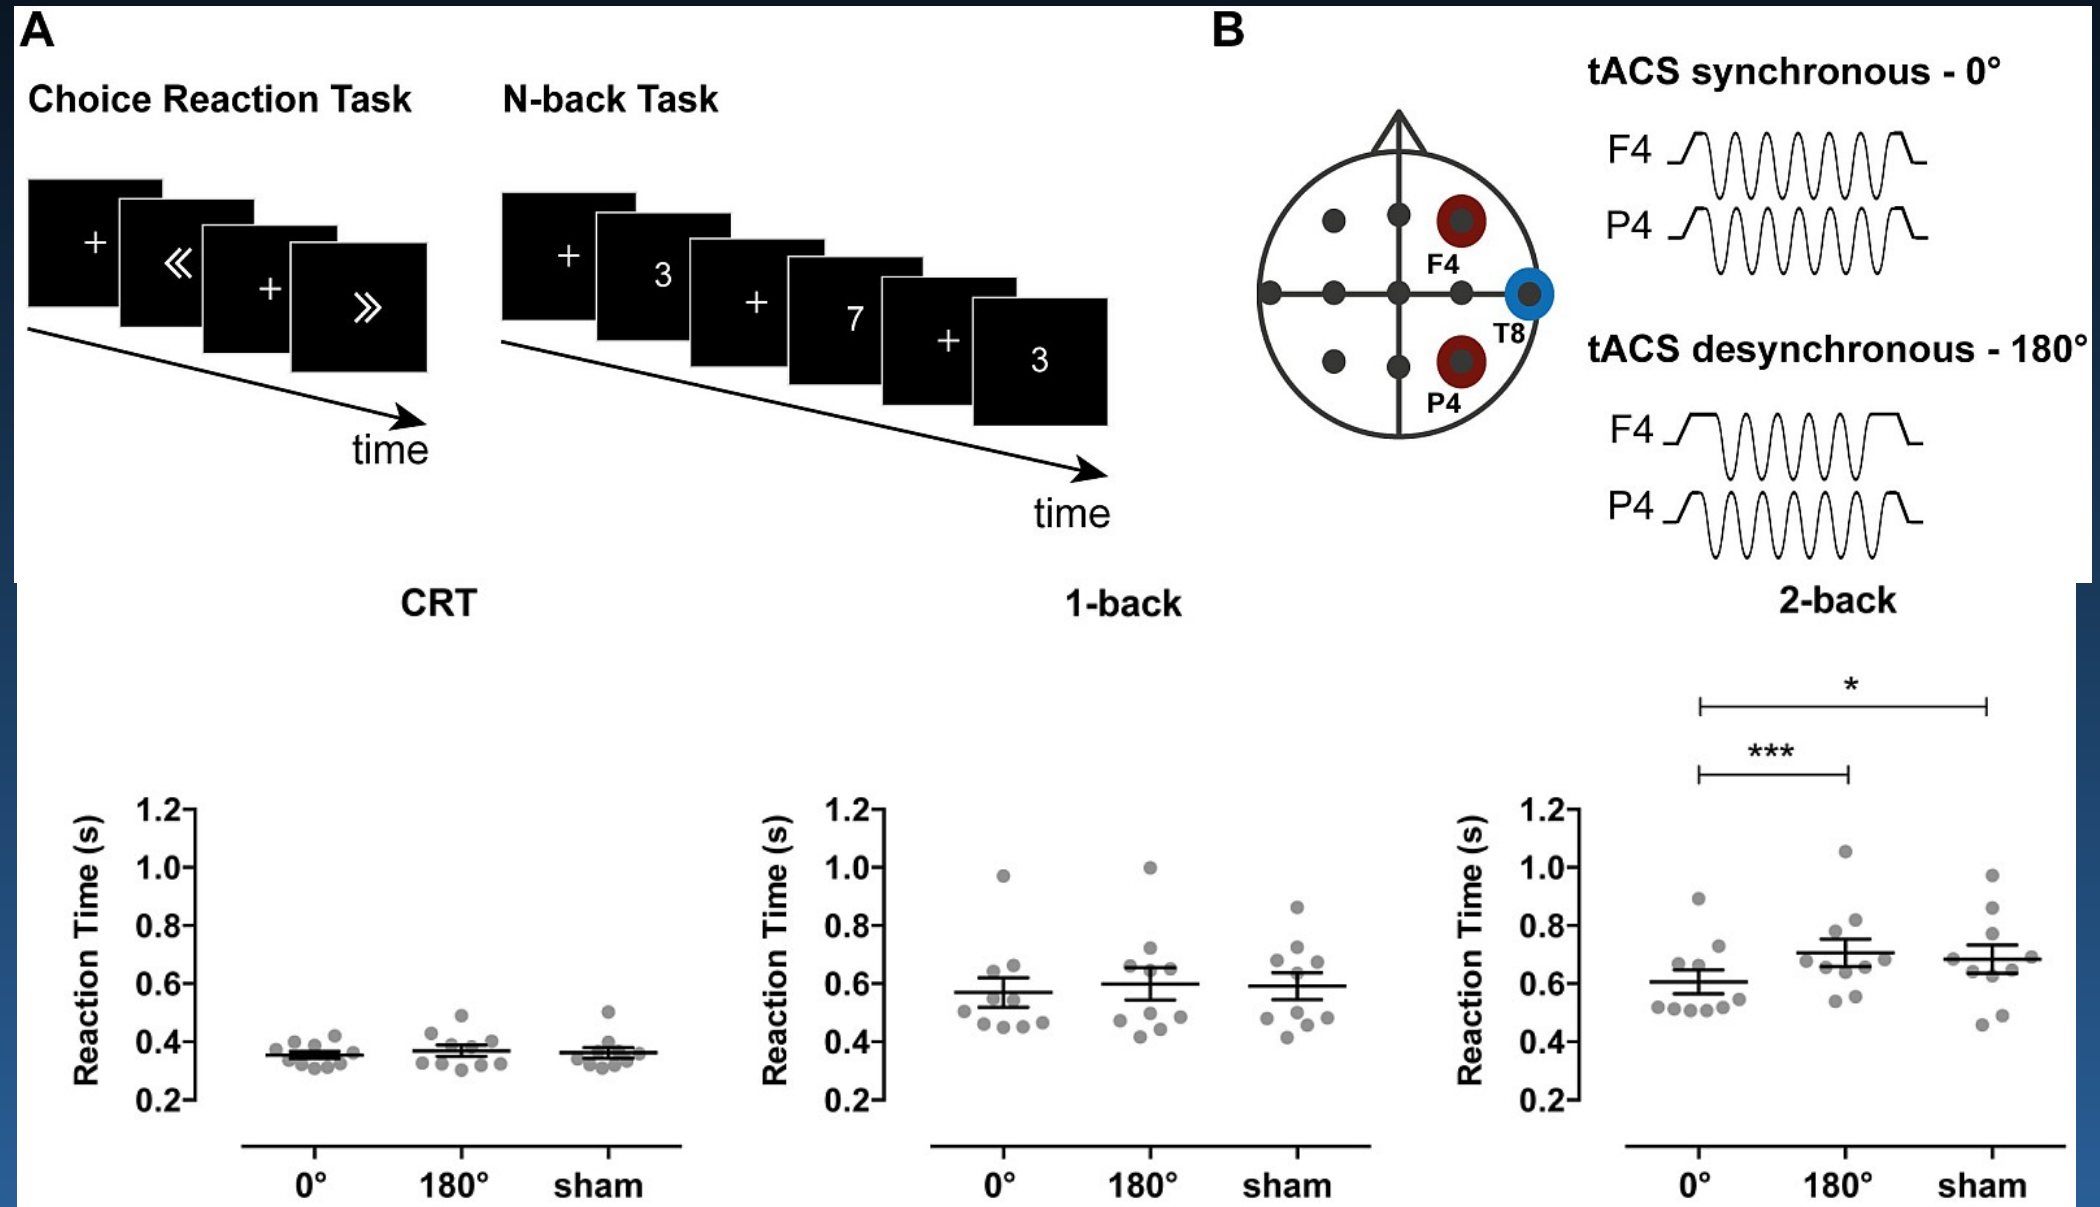 A
B
Choice Reaction Task
N-back Task
+
«
+
»
time
+
3
+
7
+
3
time
F4
T8
P4
tACS synchronous - 0°
F4
P4
tACS desynchronous - 180°
F4
P4
CRT
Reaction Time (s)
1.2
1.0
0.8
0.6
0.4
0.2
0° 180° sham
1-back
Reaction Time (s)
1.2
1.0
0.8
0.6
0.4
0.2
0° 180° sham
2-back
*
***
Reaction Time (s)
1.2
1.0
0.8
0.6
0.4
0.2
0° 180° sham